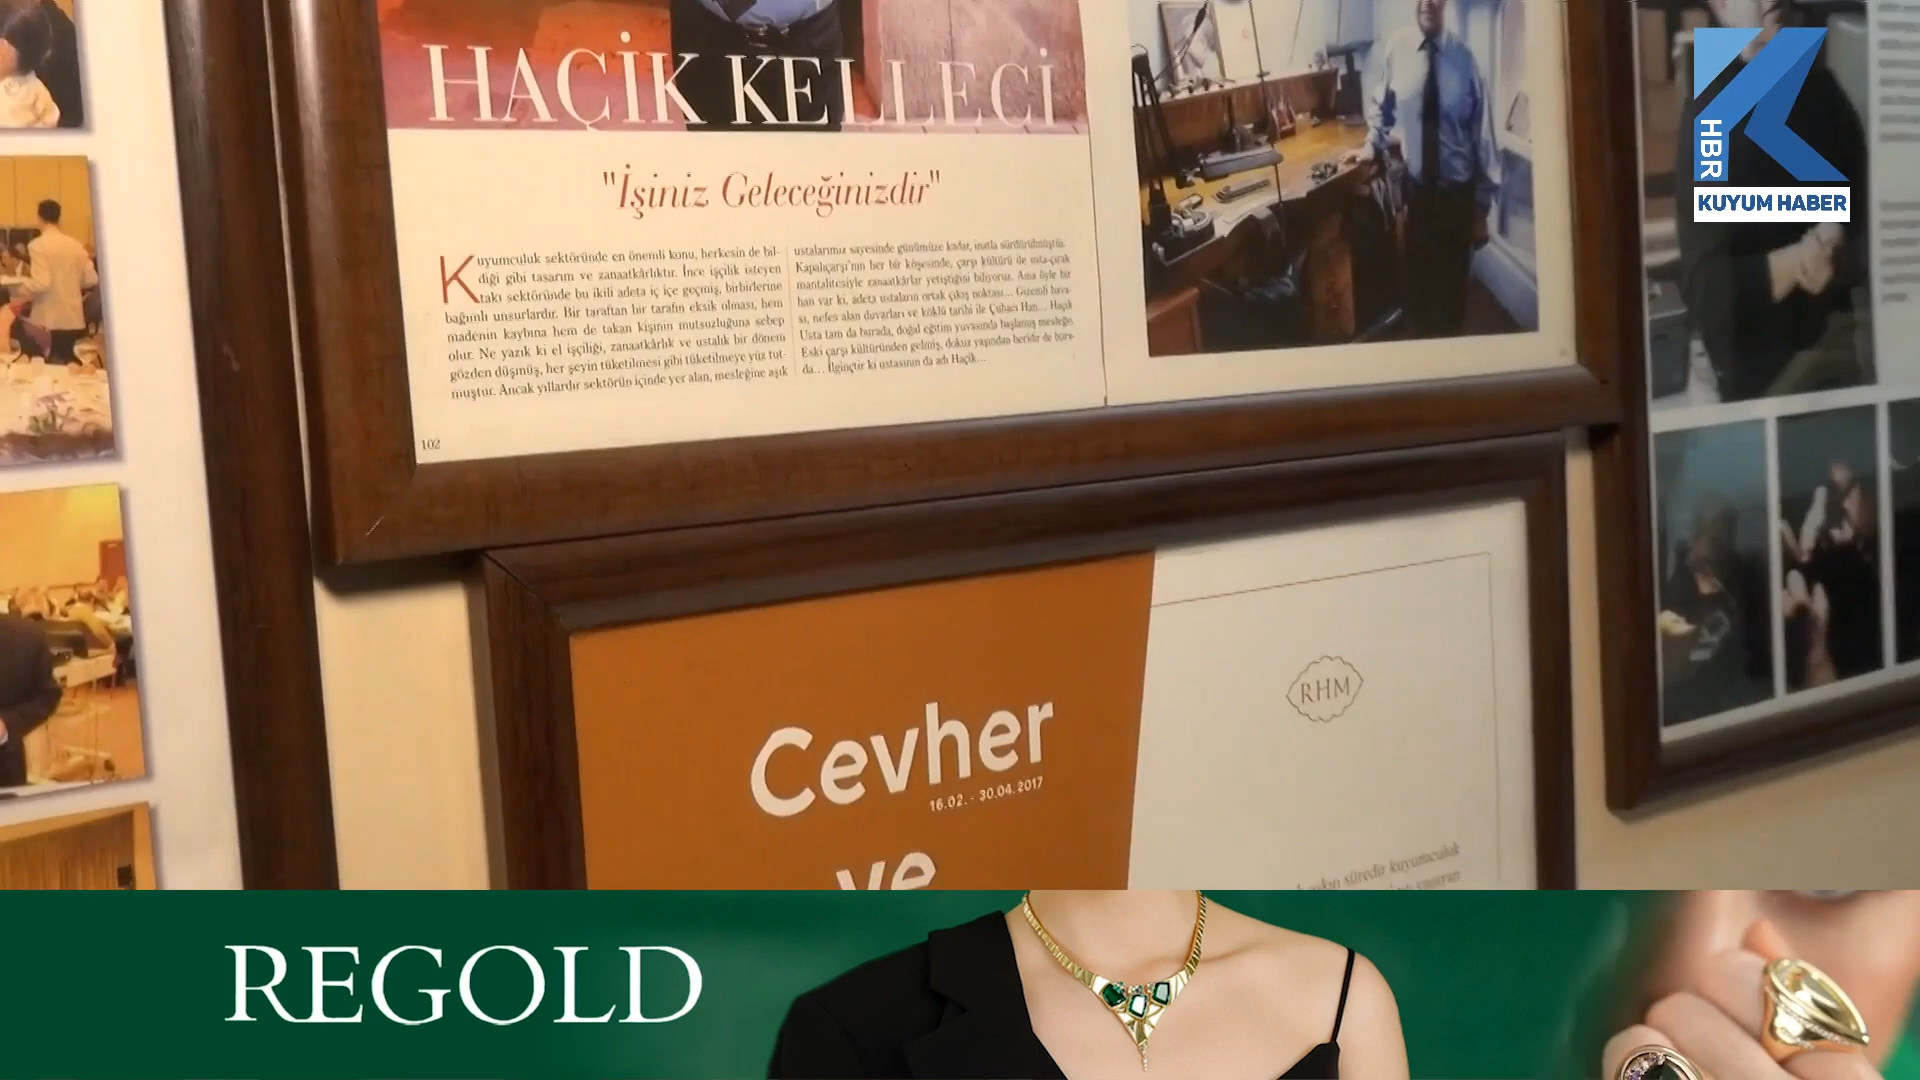 HAÇİK KELLECİ
"İşiniz Geleceğinizdir"
Kuyumculuk sektöründe en önemli konu, herkesin de bil-
diği gibi tasarım ve zanaatkârlıktır. İnce işçilik isteyen
takı sektöründe bu ikili adeta iç içe geçmiş, birbirlerine
bağımlı unsurlardır. Bir taraftan bir tarafın eksik olması, hem
madenin kaybına hem de takan kişinin mutsuzluğuna sebep
olur. Ne yazık ki el işçiliği, zanaatkârlık ve ustalık bir dönem
gözden düşmüş, her şeyin tüketilmesi gibi tüketilmeye yüz tut-
muştur. Ancak yıllardır sektörün içinde yer alan, mesleğine aşık
ustalarımız sayesinde günümüze kadar, inatla sürdürülmüştür.
Kapalıçarşı'nın her bir köşesinde, çarşı kültürü ile usta-çırak
mantalitesiyle zanaatkârlar yetiştiğini biliyoruz. Ama öyle bir
han var ki, adeta ustaların ortak çıkış noktası... Gizemli hava-
sı, nefes alan duvarları ve köklü tarihi ile Çuhacı Han... Haçik
Usta tam da burada, doğal eğitim yuvasında başlamış mesleğe.
Eski çarşı kültüründen gelmiş, dokuz yaşından beridir de bura-
da... İlginçtir ki ustasının da adı Haçik...
102
HBR
KUYUM HABER
Cevher
16.02. - 30.04.2017
ve
RHM
süredir kuyumculuk
REGOLD